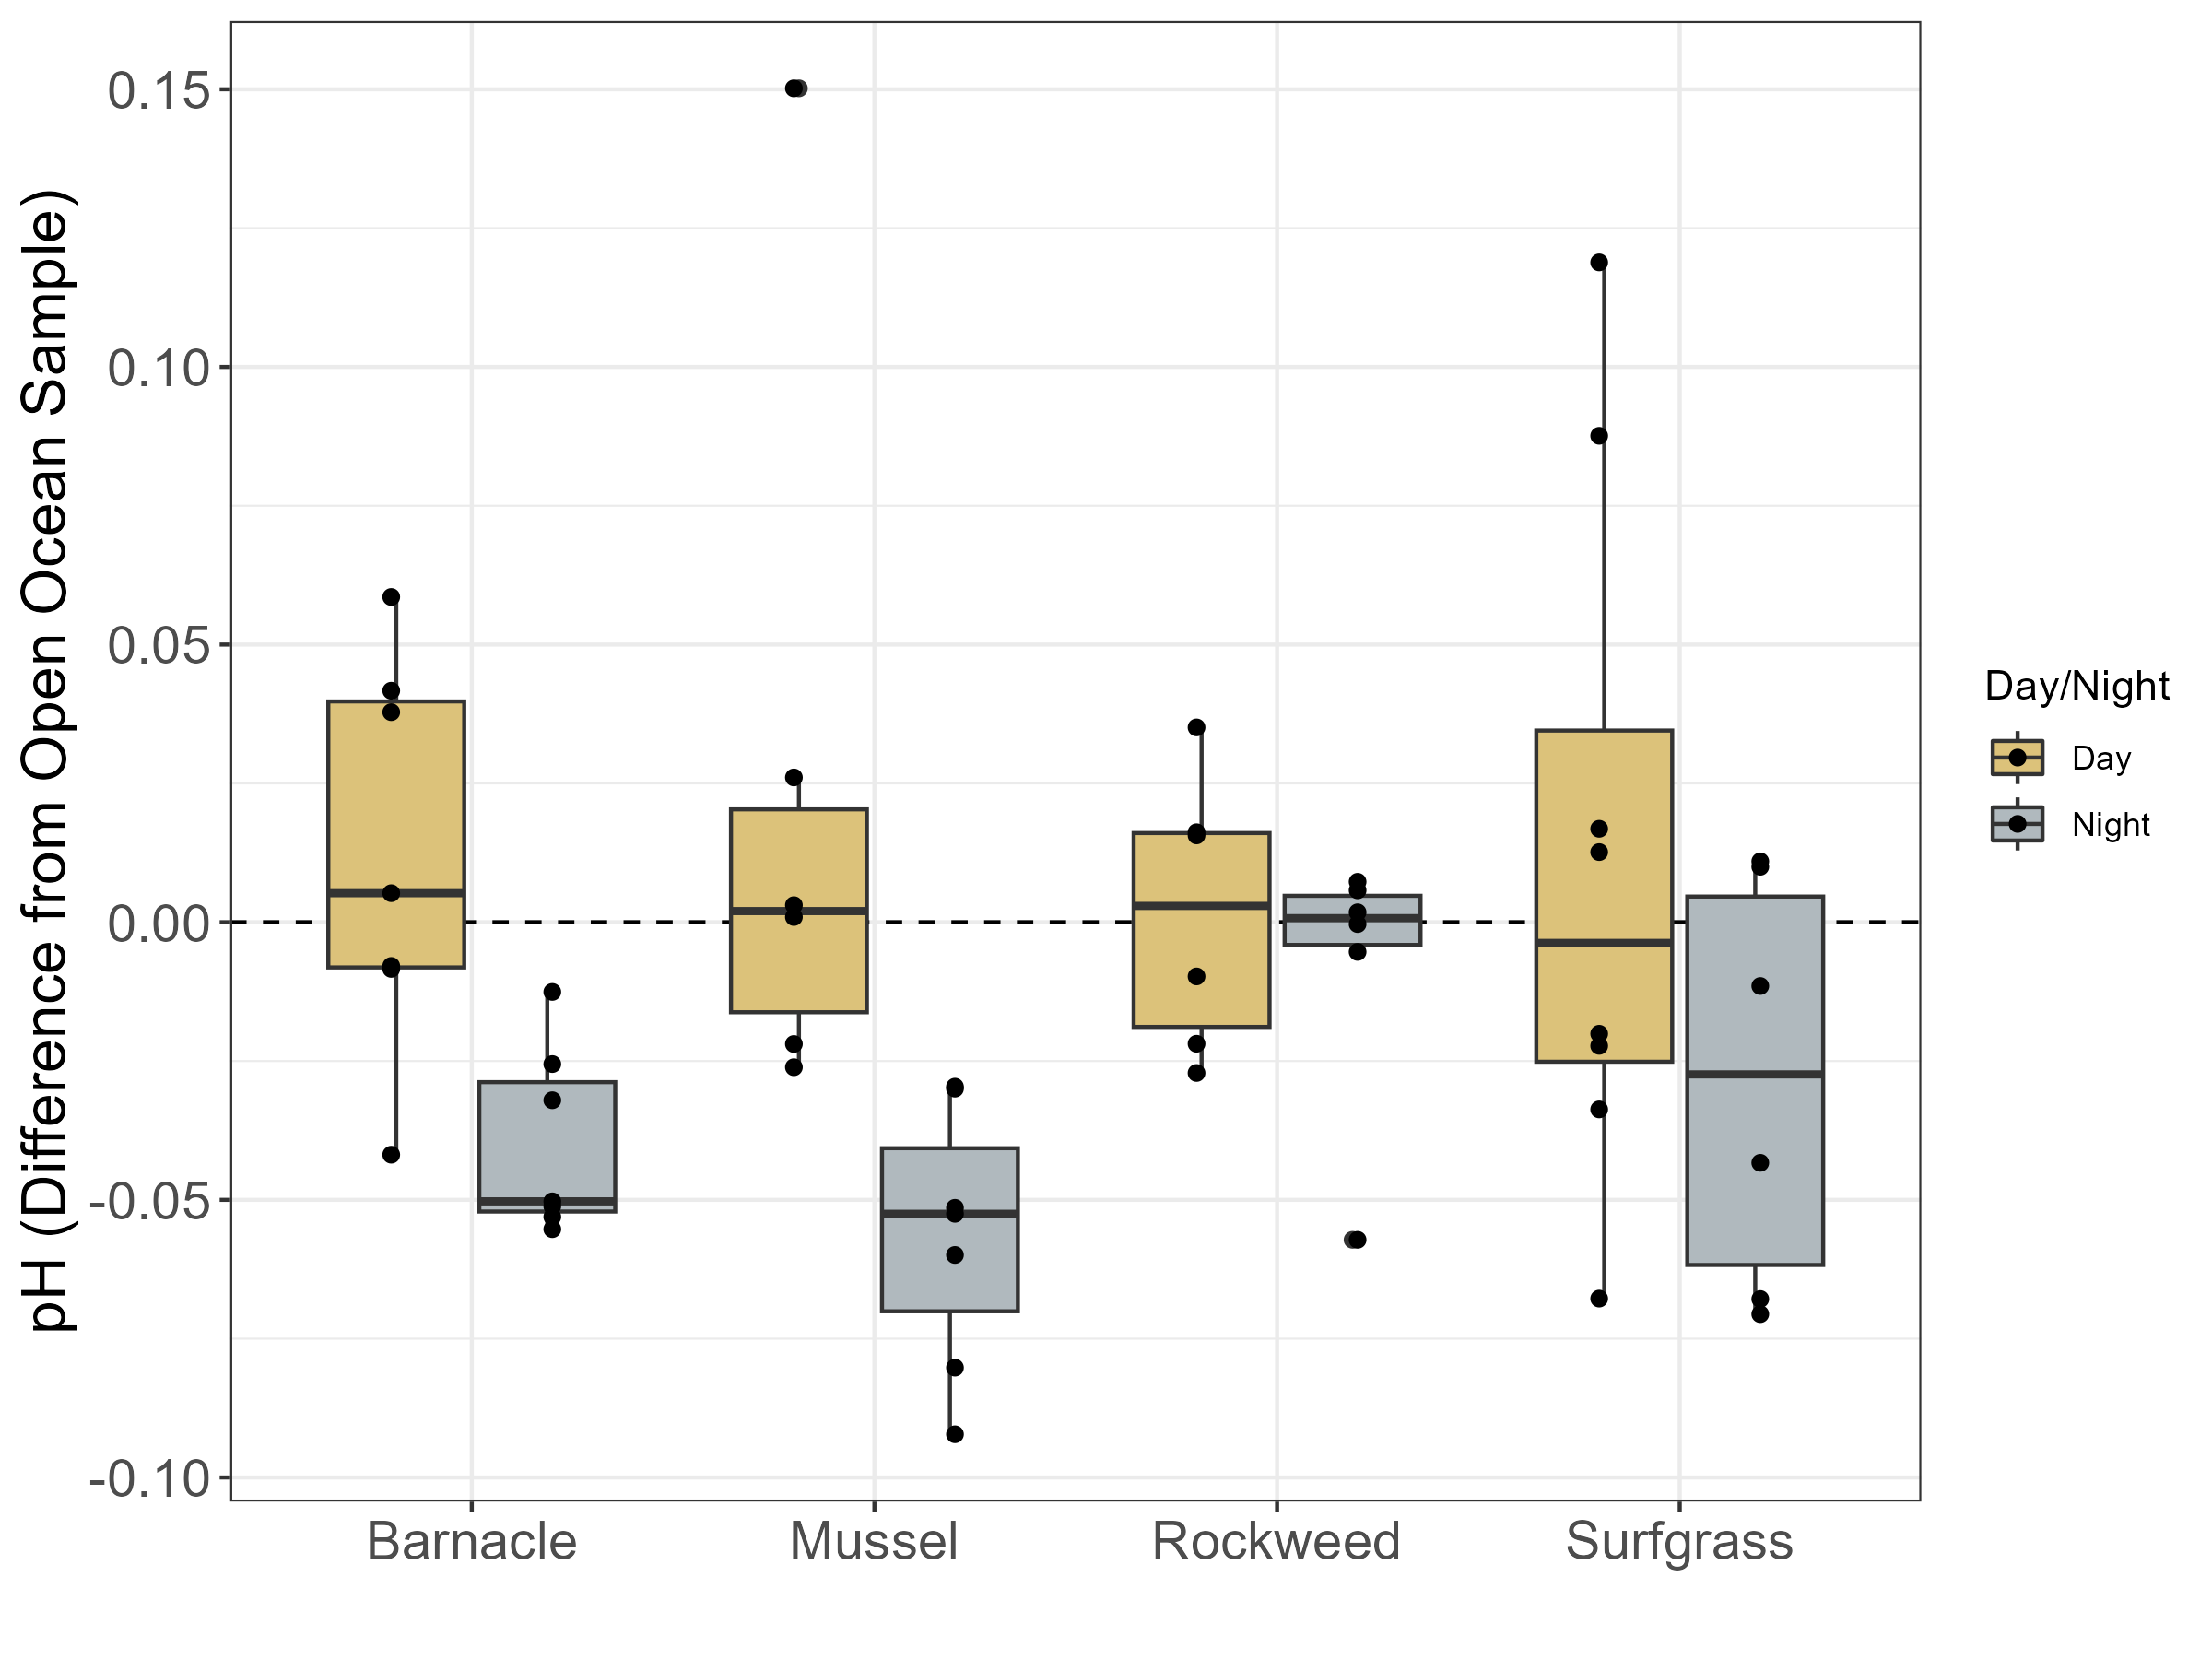 pH (Difference from Open Ocean Sample)
0.15
0.10
0.05
0.00
-0.05
-0.10
Barnacle
Mussel
Rockweed
Surfgrass
Day/Night
Day
Night